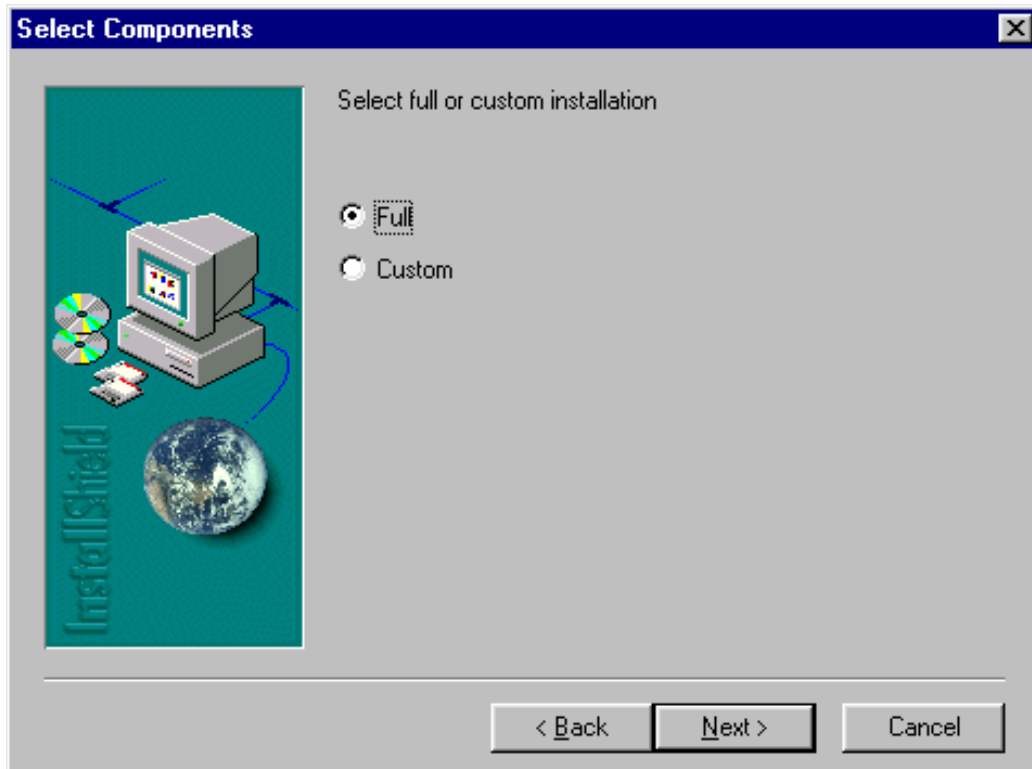 Select Components
Select full or custom installation
Full
Custom
InstallShield
< Back
Next >
Cancel